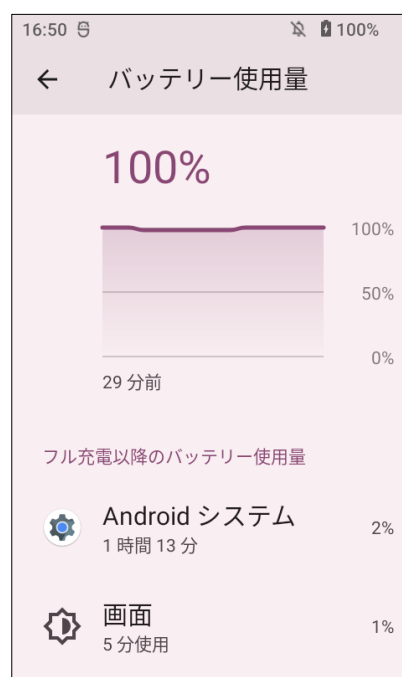 16:50 100%
バッテリー使用量
100%
100%
50%
0%
29 分前
フル充電以降のバッテリー使用量
Android システム
1 時間 13 分
2%
画面
5 分使用
1%